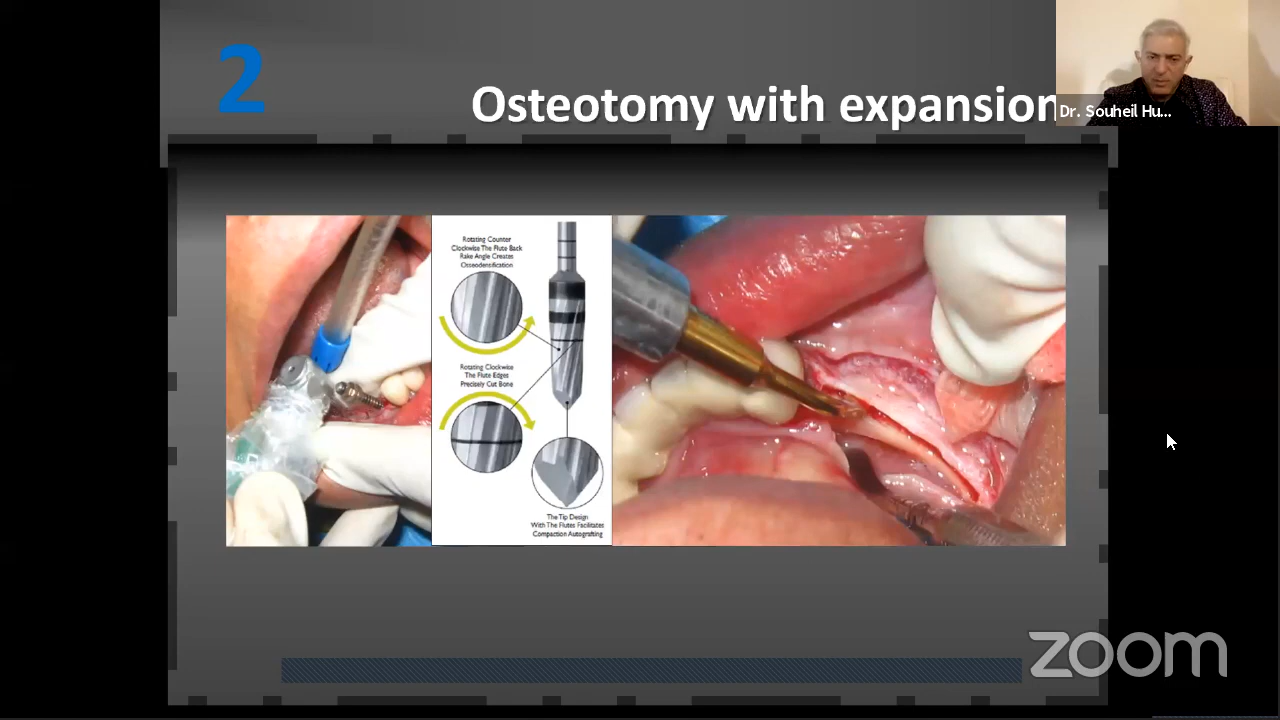 2
Osteotomy with expansion
Dr. Souheil Hu...
Rotating Counter
Clockwise The Flute Back
Rake Angle Creates
Osseodensification
Rotating Clockwise
The Flute Edges
Precisely Cut Bone
The Tip Design
With The Flutes Facilitates
Compaction Autografting
zoom